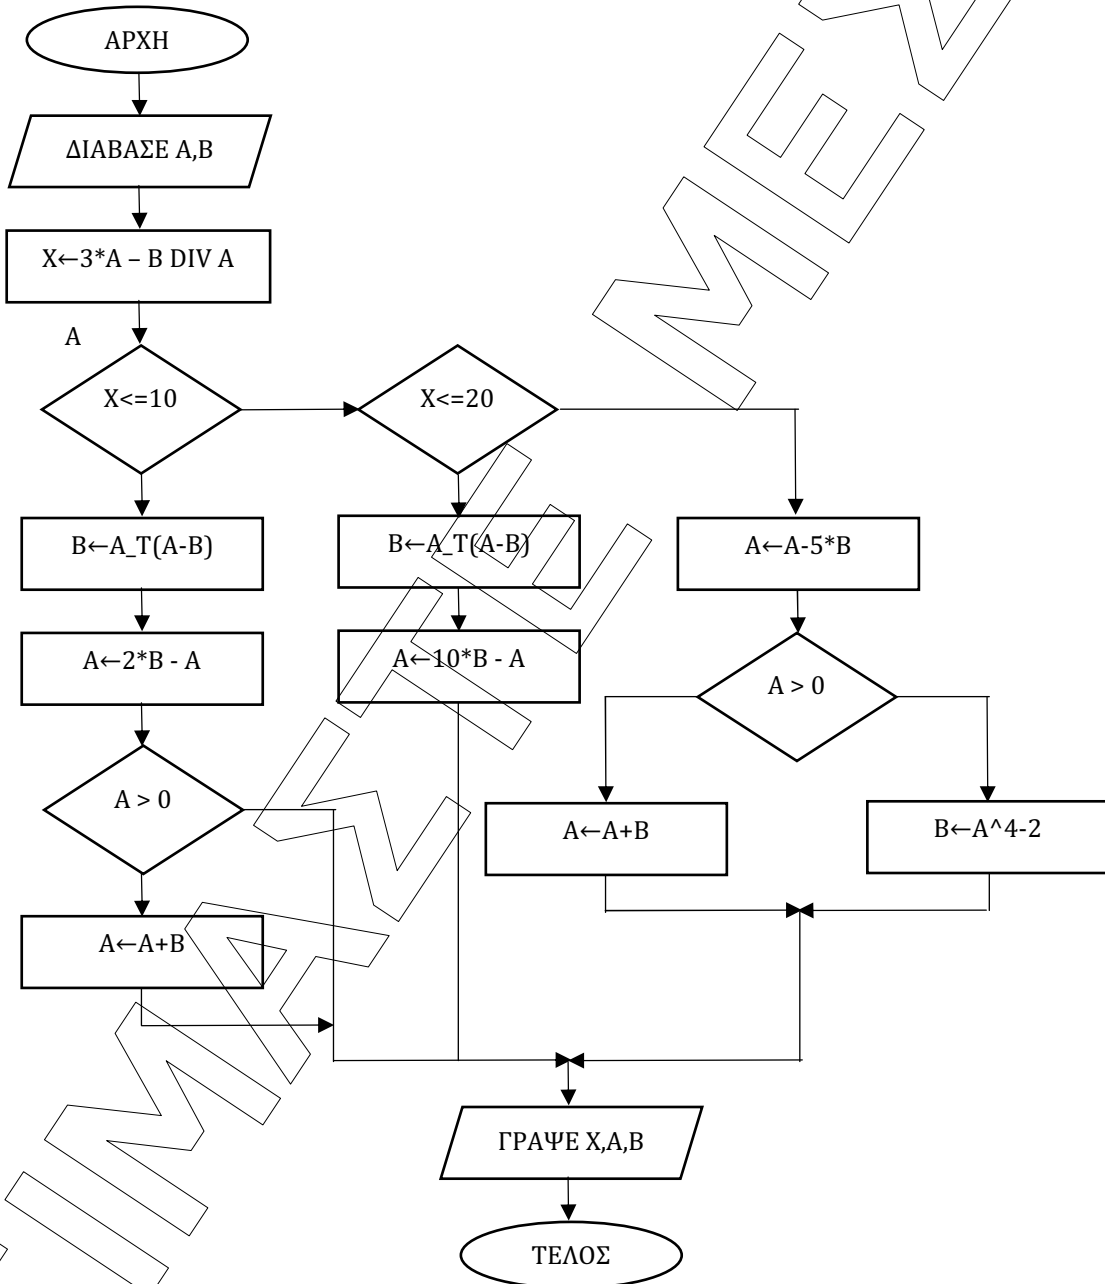 ΑΡΧΗ
ΔΙΑΒΑΣΕ Α,Β
Χ←3*Α – Β DIV Α
Α
Χ<=10
Χ<=20
Β←Α_Τ(Α-Β)
Β←Α_Τ(Α-Β)
Α←Α-5*Β
Α←2*Β - Α
Α←10*Β - Α
Α > 0
Α > 0
Α←Α+Β
Β←Α^4-2
Α←Α+Β
ΓΡΑΨΕ Χ,Α,Β
ΤΕΛΟΣ